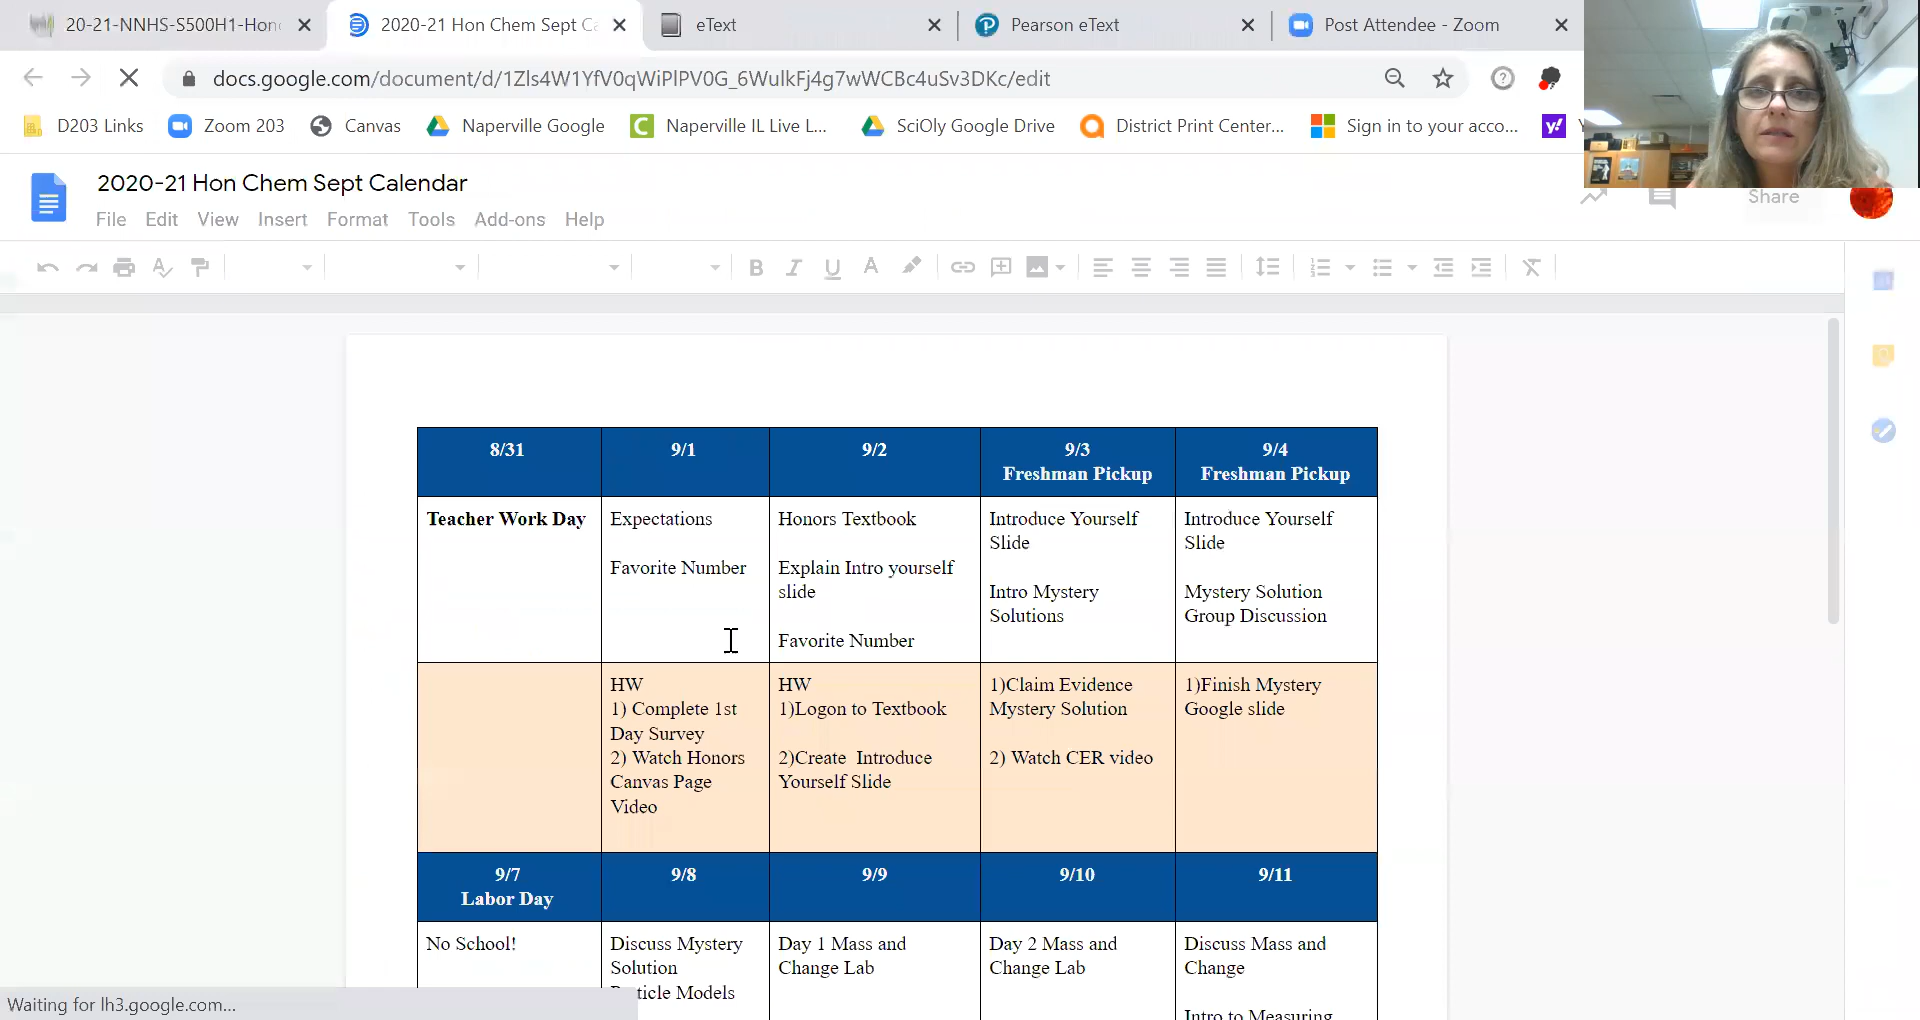 20-21-NNHS-S500H1-Hon
2020-21 Hon Chem Sept Ca
eText
Pearson eText
Post Attendee - Zoom
docs.google.com/document/d/1Zls4W1YfV0qWiPlPV0G_6WulkFj4g7wWCBc4uSv3DKc/edit
D203 Links
Zoom 203
Canvas
Naperville Google
Naperville IL Live L...
SciOly Google Drive
District Print Center...
Sign in to your acco...
2020-21 Hon Chem Sept Calendar
File Edit View Insert Format Tools Add-ons Help
Share
8/31
9/1
9/2
9/3
Freshman Pickup
9/4
Freshman Pickup
Teacher Work Day
Expectations
Favorite Number
Honors Textbook
Explain Intro yourself
slide
Favorite Number
Introduce Yourself
Slide
Intro Mystery
Solutions
Introduce Yourself
Slide
Mystery Solution
Group Discussion
HW
1) Complete 1st
Day Survey
2) Watch Honors
Canvas Page
Video
HW
1)Logon to Textbook
2)Create Introduce
Yourself Slide
1)Claim Evidence
Mystery Solution
2) Watch CER video
1)Finish Mystery
Google slide
9/7
Labor Day
9/8
9/9
9/10
9/11
No School!
Discuss Mystery
Solution
Particle Models
Day 1 Mass and
Change Lab
Day 2 Mass and
Change Lab
Discuss Mass and
Change
Intro to Measuring
Waiting for lh3.google.com...